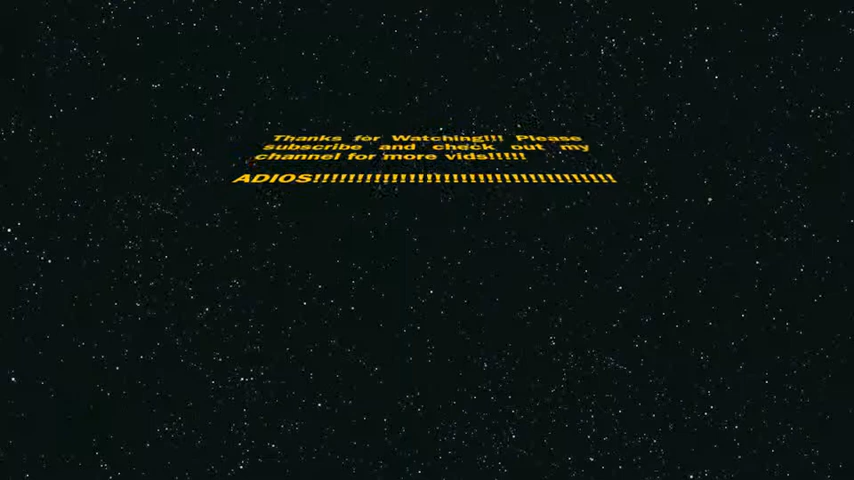 Thanks for Watching!!! Please
subscribe and check out my
channel for more vids!!!!!
ADIOS!!!!!!!!!!!!!!!!!!!!!!!!!!!!!!!!!!!